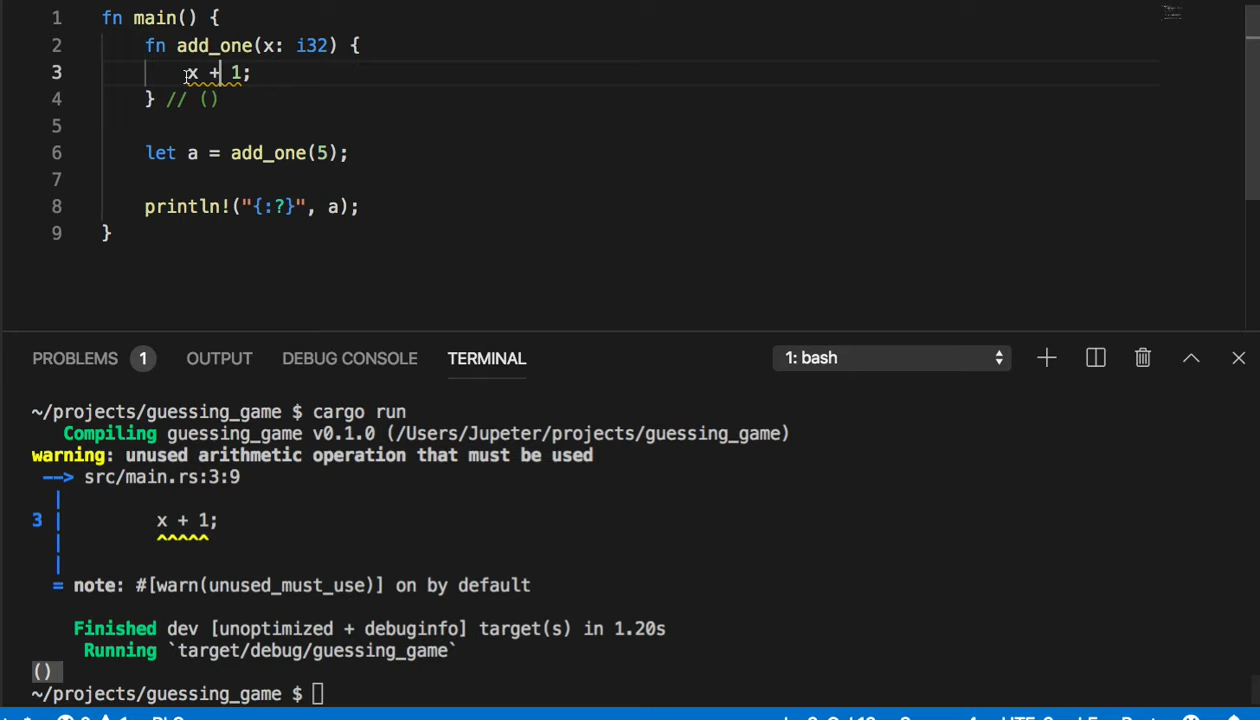 1 fn main() {
2 fn add_one(x: i32) {
3 x + 1;
4 } // ()
5
6 let a = add_one(5);
7
8 println!("{:?}", a);
9 }
PROBLEMS 1 OUTPUT DEBUG CONSOLE TERMINAL 1: bash
~/projects/guessing_game $ cargo run
Compiling guessing_game v0.1.0 (/Users/Jupeter/projects/guessing_game)
warning: unused arithmetic operation that must be used
--> src/main.rs:3:9
|
3 | x + 1;
| ^^^^^
|
= note: #[warn(unused_must_use)] on by default
Finished dev [unoptimized + debuginfo] target(s) in 1.20s
Running `target/debug/guessing_game`
()
~/projects/guessing_game $